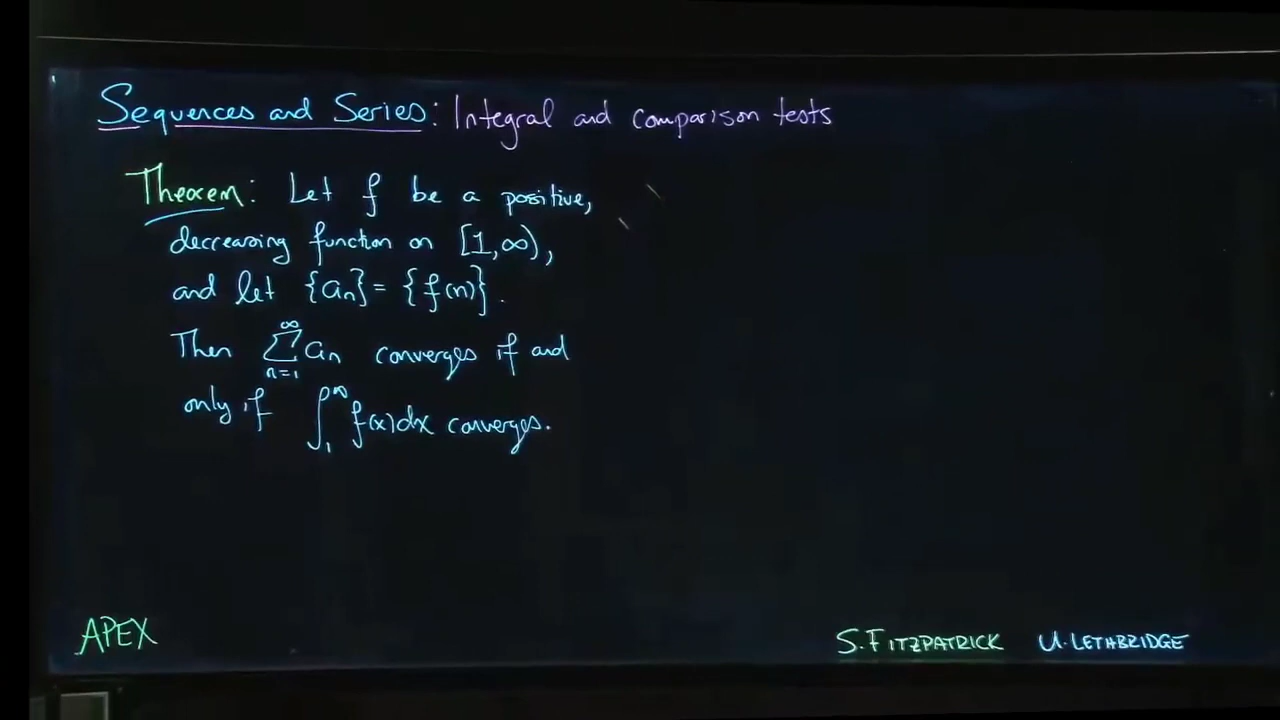 Sequences and Series: Integral and comparison tests
Theorem: Let f be a positive,
decreasing function on [1,∞),
and let {aₙ} = {f(n)}.
Then ∑_{n=1}^{∞} aₙ converges if and
only if ∫_1^∞ f(x)dx converges.
APEX
S. FITZPATRICK U. LETHBRIDGE